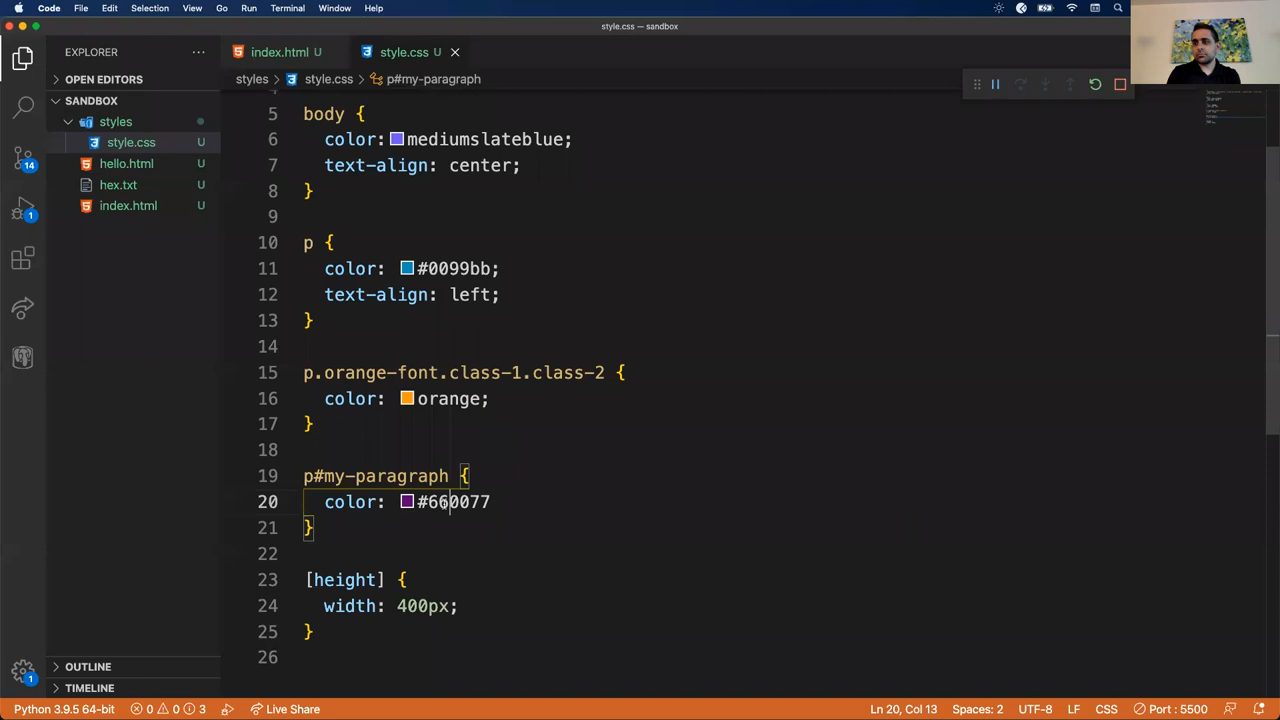 Code File Edit Selection View Go Run Terminal Window Help
style.css — sandbox
EXPLORER
index.html U
style.css U
OPEN EDITORS
styles style.css p#my-paragraph
SANDBOX
styles
style.css U
hello.html U
hex.txt U
index.html U
14
1
5 body {
6 color: mediumslateblue;
7 text-align: center;
8 }
9
10 p {
11 color: #0099bb;
12 text-align: left;
13 }
14
15 p.orange-font.class-1.class-2 {
16 color: orange;
17 }
18
19 p#my-paragraph {
20 color: #660077
21 }
22
23 [height] {
24 width: 400px;
25 }
26
OUTLINE
1
TIMELINE
Python 3.9.5 64-bit 0 0 3 Live Share Ln 20, Col 13 Spaces: 2 UTF-8 LF CSS Port : 5500